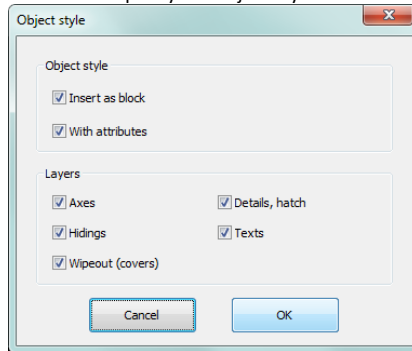 Object style
Object style
Insert as block
With attributes
Layers
Axes
Details, hatch
Hidings
Texts
Wipeout (covers)
Cancel
OK